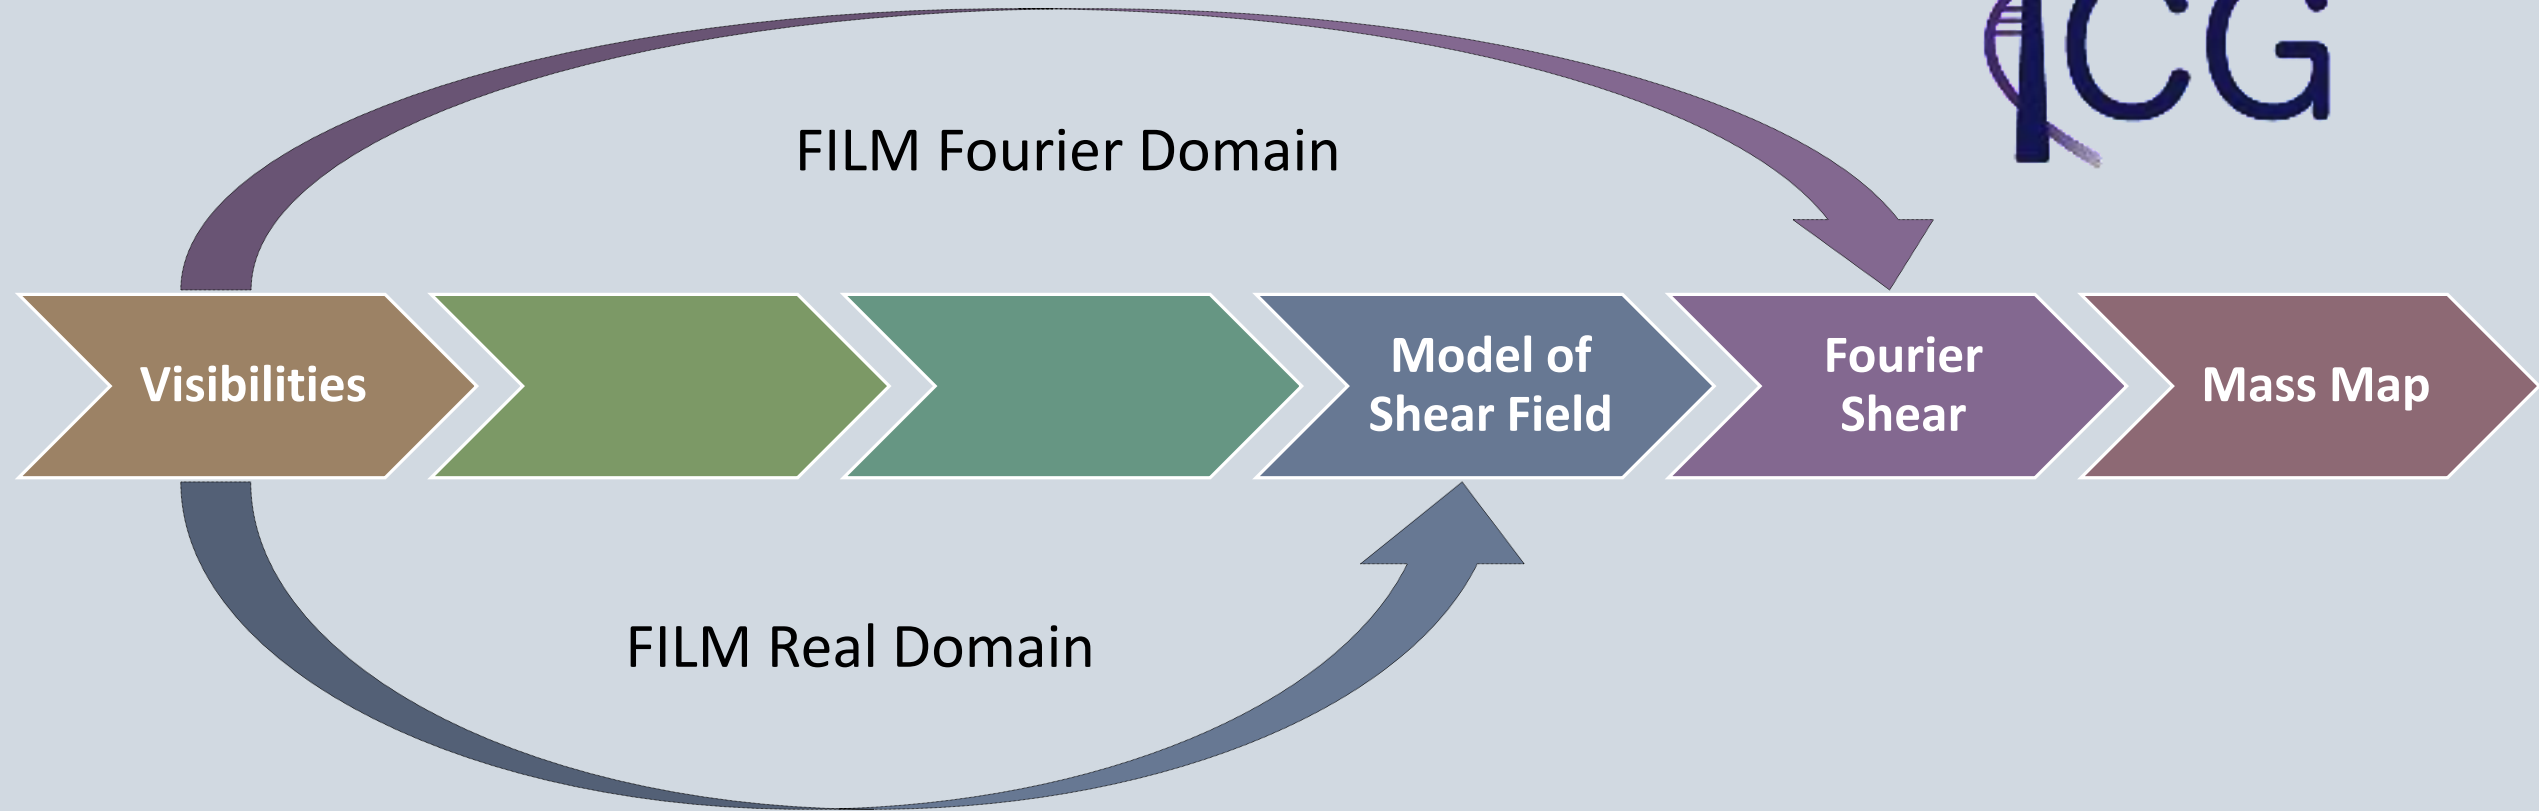 ICG
FILM Fourier Domain
Visibilities
Model of
Shear Field
Fourier
Shear
Mass Map
FILM Real Domain